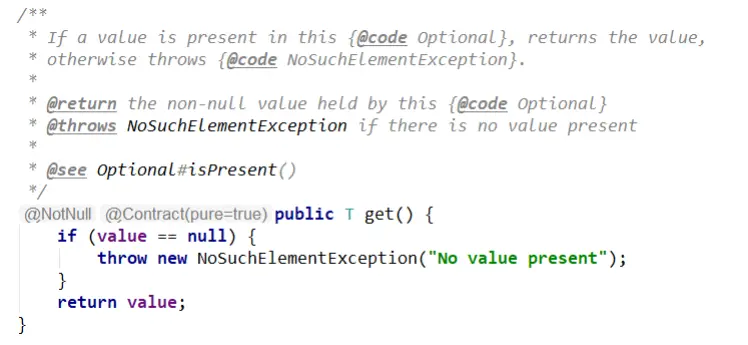 /**
 * If a value is present in this {@code Optional}, returns the value,
 * otherwise throws {@code NoSuchElementException}.
 *
 * @return the non-null value held by this {@code Optional}
 * @throws NoSuchElementException if there is no value present
 *
 * @see Optional#isPresent()
 */
@NotNull @Contract(pure=true) public T get() {
    if (value == null) {
        throw new NoSuchElementException("No value present");
    }
    return value;
}